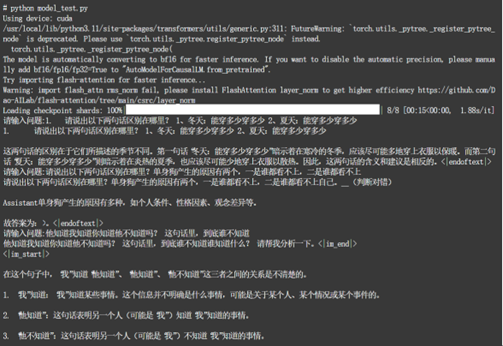 # python model_test.py
Using device: cuda
/usr/local/lib/python3.11/site-packages/transformers/utils/generic.py:311: FutureWarning: `torch.utils._pytree._register_pytree_
node` is deprecated. Please use `torch.utils._pytree.register_pytree_node` instead.
torch.utils._pytree._register_pytree_node(
The model is automatically converting to bf16 for faster inference. If you want to disable the automatic precision, please manua
lly add bf16/fp16/fp32=True to "AutoModelForCausalLM.from_pretrained".
Try importing flash-attention for faster inference...
Warning: import flash_attn rms_norm fail, please install FlashAttention layer_norm to get higher efficiency https://github.com/D
ao-AILab/flash-attention/tree/main/csrc/layer_norm
Loading checkpoint shards: 100% 8/8 [00:15<00:00, 1.88s/it]
请输入问题:1. 请说出以下两句话区别在哪里? 1、冬天:能穿多少穿多少 2、夏天:能穿多少穿多少
1. 请说出以下两句话区别在哪里? 1、冬天:能穿多少穿多少 2、夏天:能穿多少穿多少
这两句话的区别在于它们所描述的季节不同。第一句话“冬天:能穿多少穿多少”暗示着在寒冷的冬季,应该尽可能多地穿上衣服以保暖。而第二句
话“夏天:能穿多少穿多少”则暗示着在炎热的夏季,也应该尽可能少地穿上衣服以散热。因此,这两句话的含义和建议是相反的。<|endoftext|>
请输入问题:请说出以下两句话区别在哪里?单身狗产生的原因有两个,一是谁都看不上,二是谁都看不上
请说出以下两句话区别在哪里?单身狗产生的原因有两个,一是谁都看不上,二是谁都看不上自己。__(判断对错)
Assistant单身狗产生的原因有多种,如个人条件、性格因素、观念差异等。
故答案为:×。<|endoftext|>
请输入问题:他知道我知道你知道他不知道吗? 这句话里,到底谁不知道
他知道我知道你知道他不知道吗? 这句话里,到底谁不知道谁知道什么? 请帮我分析一下。<|im_end|>
<|im_start|>
在这个句子中,“我”知道“他知道”、“他知道”、“他不知道”这三者之间的关系是不清楚的。
1. “我”知道:“我”知道某些事情。这个信息并不明确是什么事情,可能是关于某个人、某个情况或某个事件的。
2. “他知道”:这句话表明另一个人(可能是“我”)知道“我”知道的事情。
3. “他不知道”:这句话表明另一个人(可能是“我”)不知道“我”知道的事情。